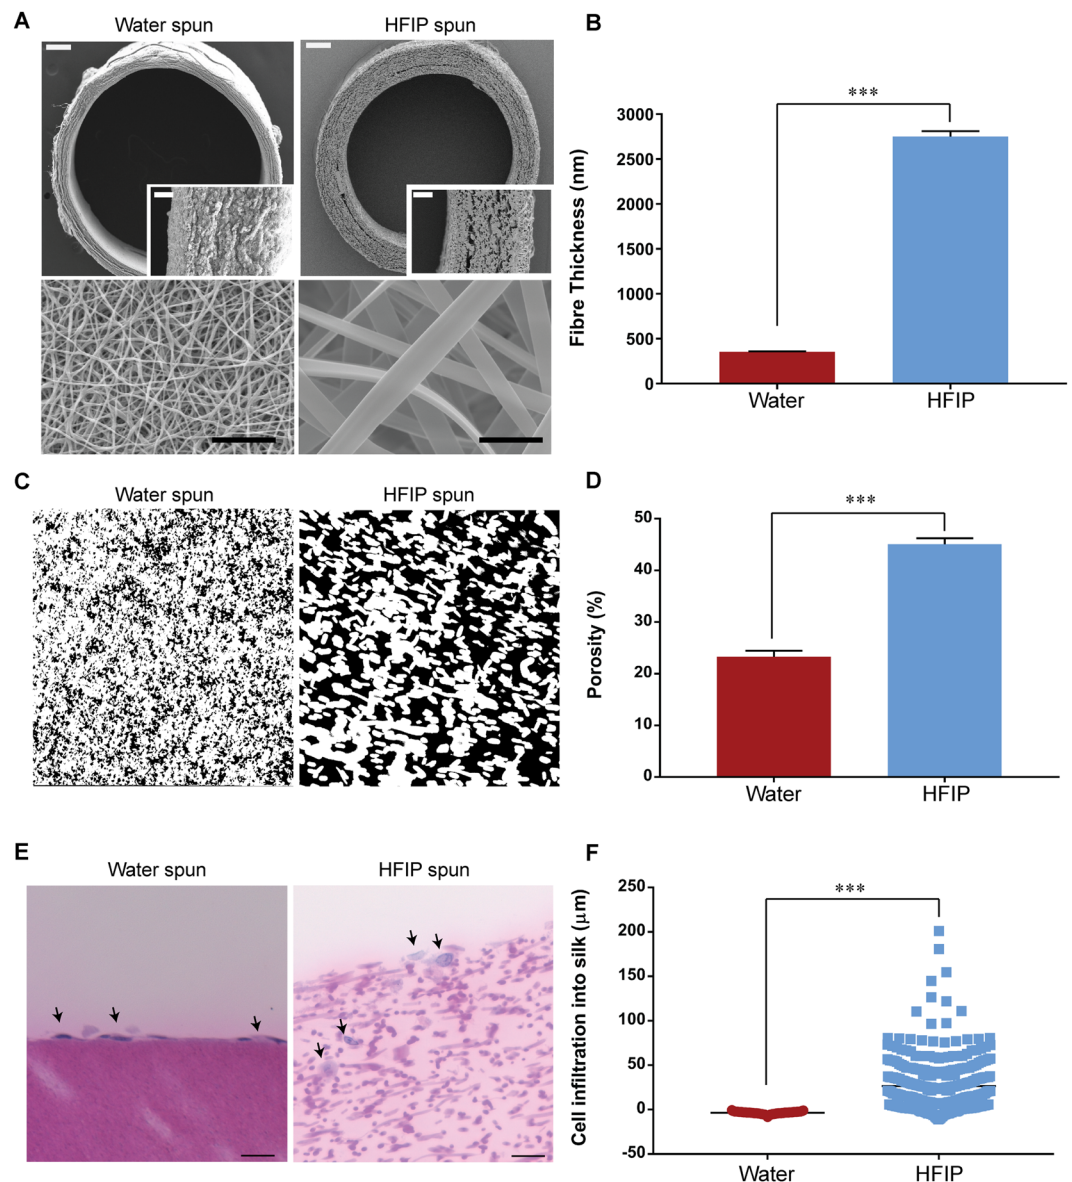 A
Water spun
HFIP spun
B
***
Fibre Thickness (nm)
3000
2500
2000
1500
1000
500
0
Water
HFIP
C
Water spun
HFIP spun
D
***
Porosity (%)
50
40
30
20
10
0
Water
HFIP
E
Water spun
HFIP spun
F
***
Cell infiltration into silk (μm)
250
200
150
100
50
0
-50
Water
HFIP